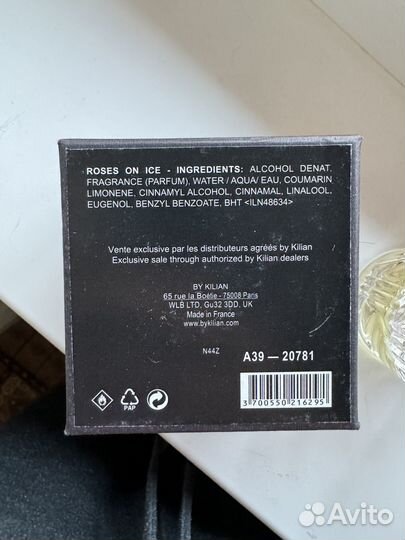 ROSES ON ICE - INGREDIENTS: ALCOHOL DENAT.
FRAGRANCE (PARFUM), WATER / AQUA/ EAU, COUMARIN
LIMONENE, CINNAMYL ALCOHOL, CINNAMAL, LINALOOL,
EUGENOL, BENZYL BENZOATE, BHT <ILN48634>
Vente exclusive par les distributeurs agréés by Kilian
Exclusive sale through authorized by Kilian dealers
BY KILIAN
65 rue la Boétie - 75008 Paris
WLB LTD, Gu32 3DD, UK
Made in France
www.bykilian.com
N44Z
A39 — 20781
PAP
3 700550 216295
Avito